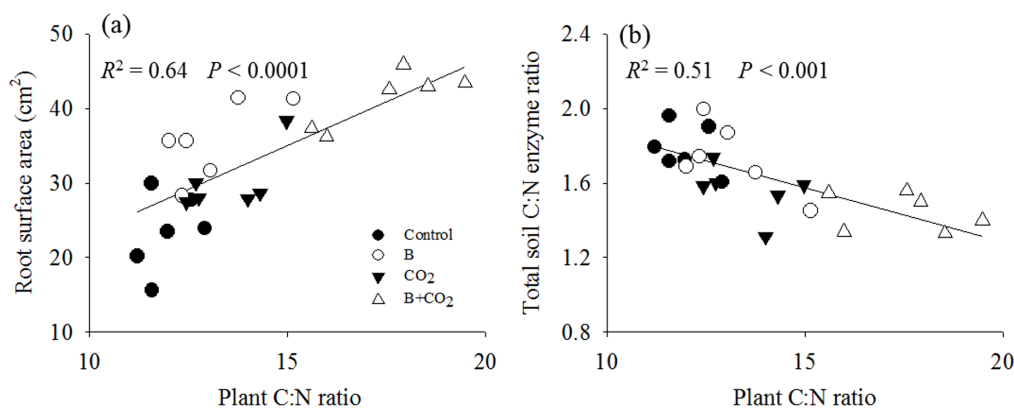 (a)
R² = 0.64 P < 0.0001
Root surface area (cm²)
50
40
30
20
10
Control
B
CO₂
B+CO₂
10
15
20
Plant C:N ratio
(b)
R² = 0.51 P < 0.001
Total soil C:N enzyme ratio
2.4
2.0
1.6
1.2
0.8
10
15
20
Plant C:N ratio